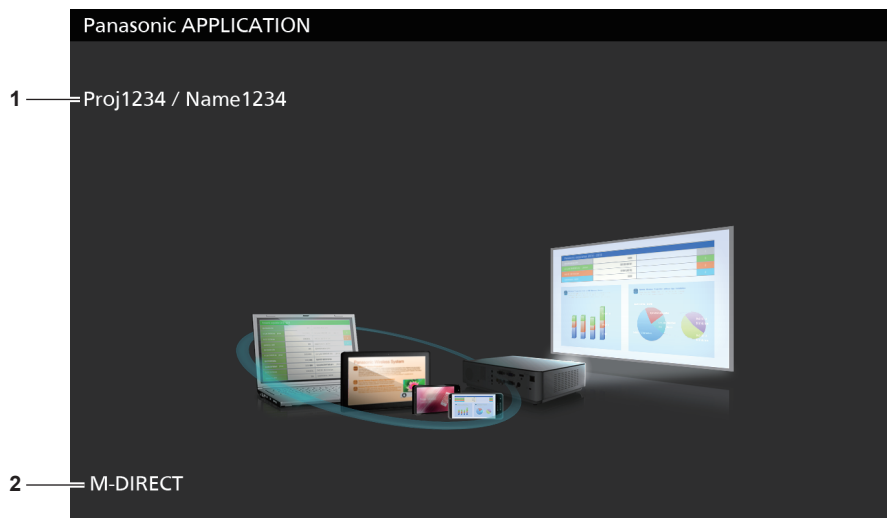 Panasonic APPLICATION
1
Proj1234 / Name1234
2
M-DIRECT